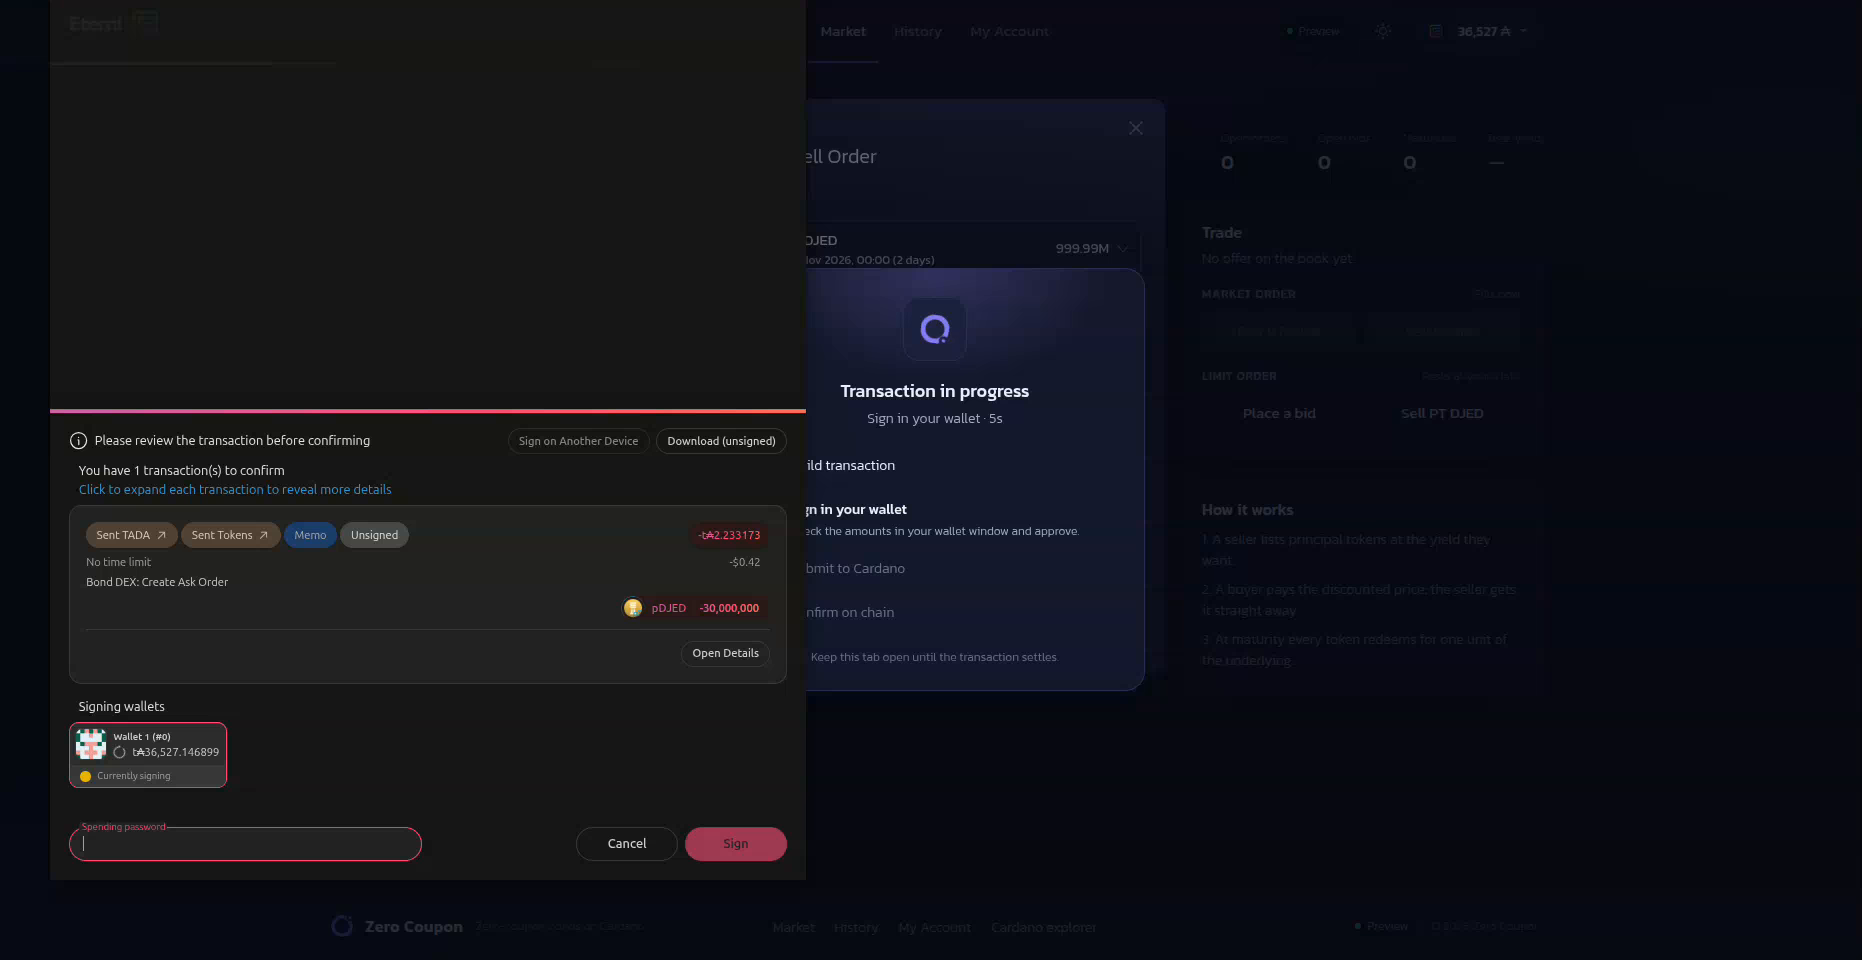 Eternl
Market History My Account
Preview
36,527 ₳
ell Order
0 0 0 —
DJED
Nov 2026, 00:00 (2 days)
999.99M
Trade
No offer on the book yet
MARKET ORDER
LIMIT ORDER
Place a bid Sell PT DJED
Transaction in progress
Sign in your wallet · 5s
ild transaction
gn in your wallet
eck the amounts in your wallet window and approve.
bmit to Cardano
nfirm on chain
Keep this tab open until the transaction settles
How it works
1. A seller lists principal tokens at the yield they
want.
2. A buyer pays the discounted price; the seller gets
it straight away.
3. At maturity every token redeems for one unit of
the underlying.
Please review the transaction before confirming
Sign on Another Device Download (unsigned)
You have 1 transaction(s) to confirm
Click to expand each transaction to reveal more details
Sent TADA Sent Tokens Memo Unsigned
-t₳2.233173
No time limit
-$0.42
Bond DEX: Create Ask Order
pDJED -30,000,000
Open Details
Signing wallets
Wallet 1 (#0)
t₳36,527.146899
Currently signing
Spending password
Cancel Sign
Zero Coupon
Market History My Account Cardano explorer
Preview